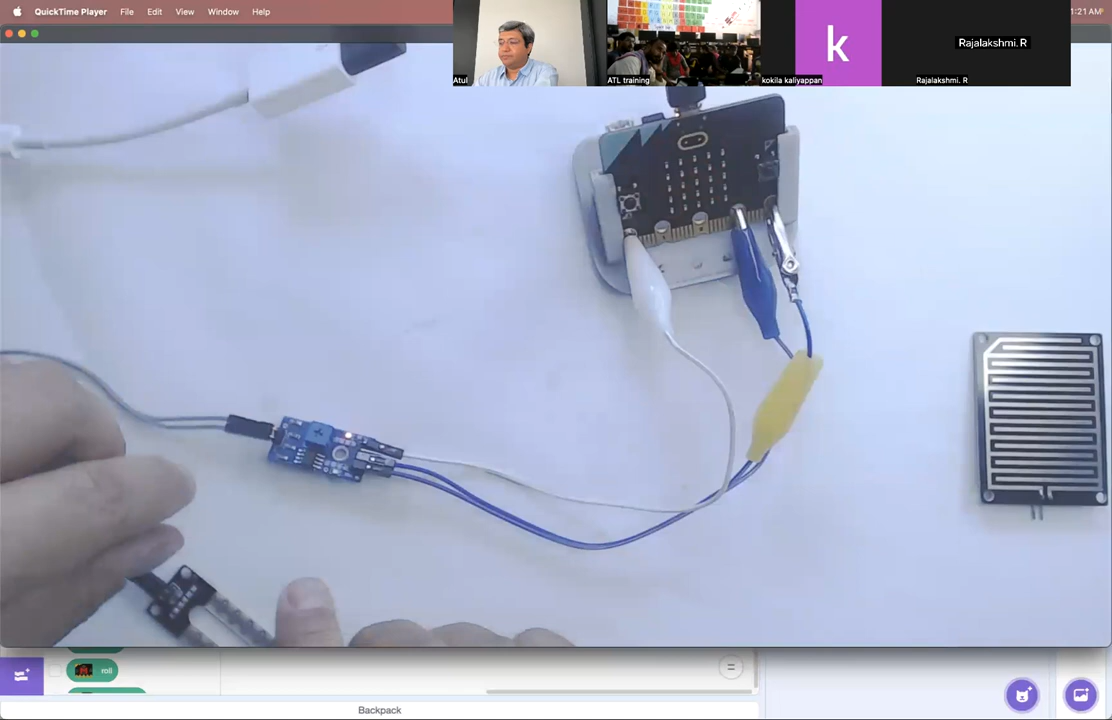 QuickTime Player File Edit View Window Help
1:21 AM
k
Rajalakshmi. R
Atul
ATL training
kokila kaliyappan
Rajalakshmi. R
roll
Backpack